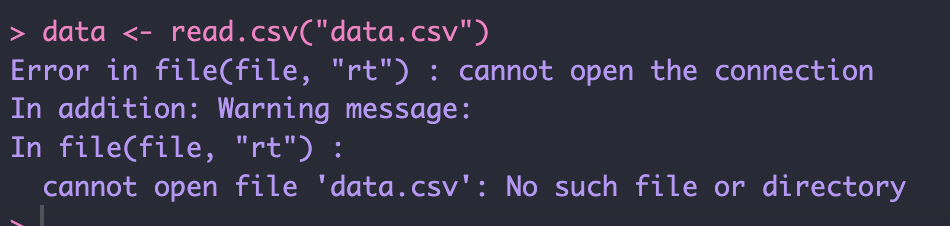 > data <- read.csv("data.csv")
Error in file(file, "rt") : cannot open the connection
In addition: Warning message:
In file(file, "rt") :
  cannot open file 'data.csv': No such file or directory
>